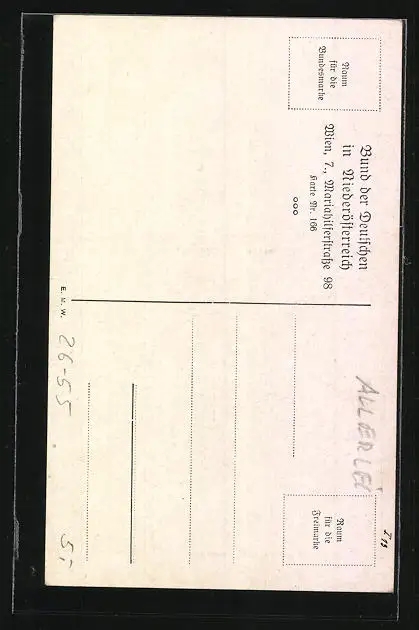 Raum
für die
Bundesmarke
Bund der Deutschen
in Niederösterreich
Wien, 7., Mariahilferstraße 98
Karte Nr. 166
E. M. W.
26-55
ALLERLEI
Raum
für die
Freimarke
5,-